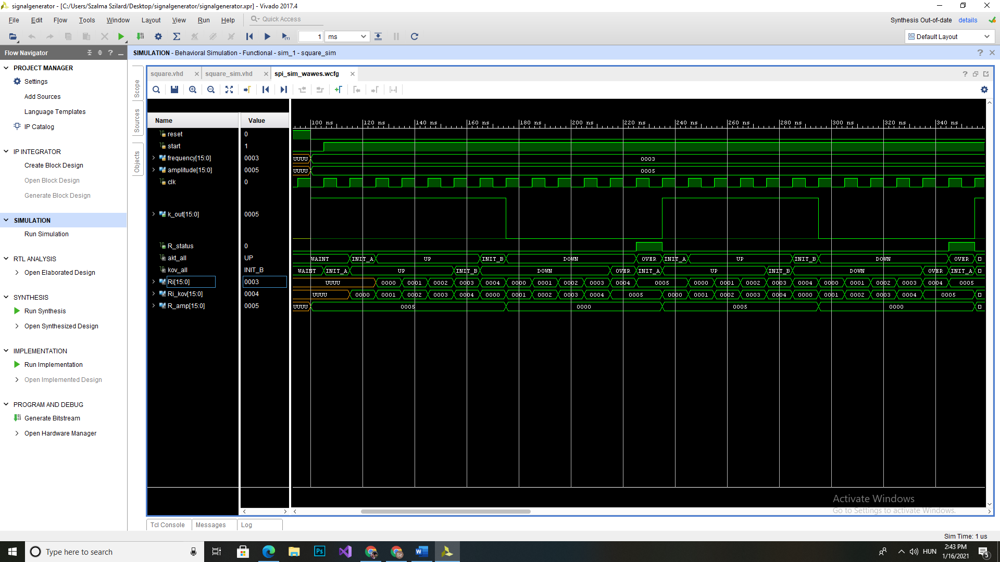 signalgenerator - [C:/Users/Szalma Szilard/Desktop/signalgenerator/signalgenerator.xpr] - Vivado 2017.4
File Edit Flow Tools Window Layout View Run Help Quick Access
Synthesis Out-of-date details
1 ms Default Layout
Flow Navigator
SIMULATION - Behavioral Simulation - Functional - sim_1 - square_sim
PROJECT MANAGER
Settings
Add Sources
Language Templates
IP Catalog
IP INTEGRATOR
Create Block Design
Open Block Design
Generate Block Design
SIMULATION
Run Simulation
RTL ANALYSIS
Open Elaborated Design
SYNTHESIS
Run Synthesis
Open Synthesized Design
IMPLEMENTATION
Run Implementation
Open Implemented Design
PROGRAM AND DEBUG
Generate Bitstream
Open Hardware Manager
Scope
Sources
Objects
square.vhd square_sim.vhd spi_sim_wawes.wcfg
Name Value
100 ns 120 ns 140 ns 160 ns 180 ns 200 ns 220 ns 240 ns 260 ns 280 ns 300 ns 320 ns 340 ns
reset 0
start 1
frequency[15:0] 0003 UUUU 0003
amplitude[15:0] 0005 UUUU 0005
clk 0
k_out[15:0] 0005
R_status 0
akt_all UP WAINT INIT_A UP INIT_B DOWN OVER INIT_A UP INIT_B DOWN OVER
kov_all INIT_B WAINT INIT_A UP INIT_B DOWN OVER INIT_A UP INIT_B DOWN OVER INIT_A
Ri[15:0] 0003 UUUU 0000 0001 0002 0003 0004 0000 0001 0002 0003 0004 0005 0000 0001 0002 0003 0004 0000 0001 0002 0003 0004 0005
Ri_kov[15:0] 0004 UUUU 0000 0001 0002 0003 0004 0000 0001 0002 0003 0004 0005 0000 0001 0002 0003 0004 0000 0001 0002 0003 0004 0005
R_amp[15:0] 0005 UUUU 0005 0000 0005 0000
Activate Windows
Go to Settings to activate Windows.
Tcl Console Messages Log
Sim Time: 1 us
Type here to search
HUN
2:43 PM
1/16/2021
5